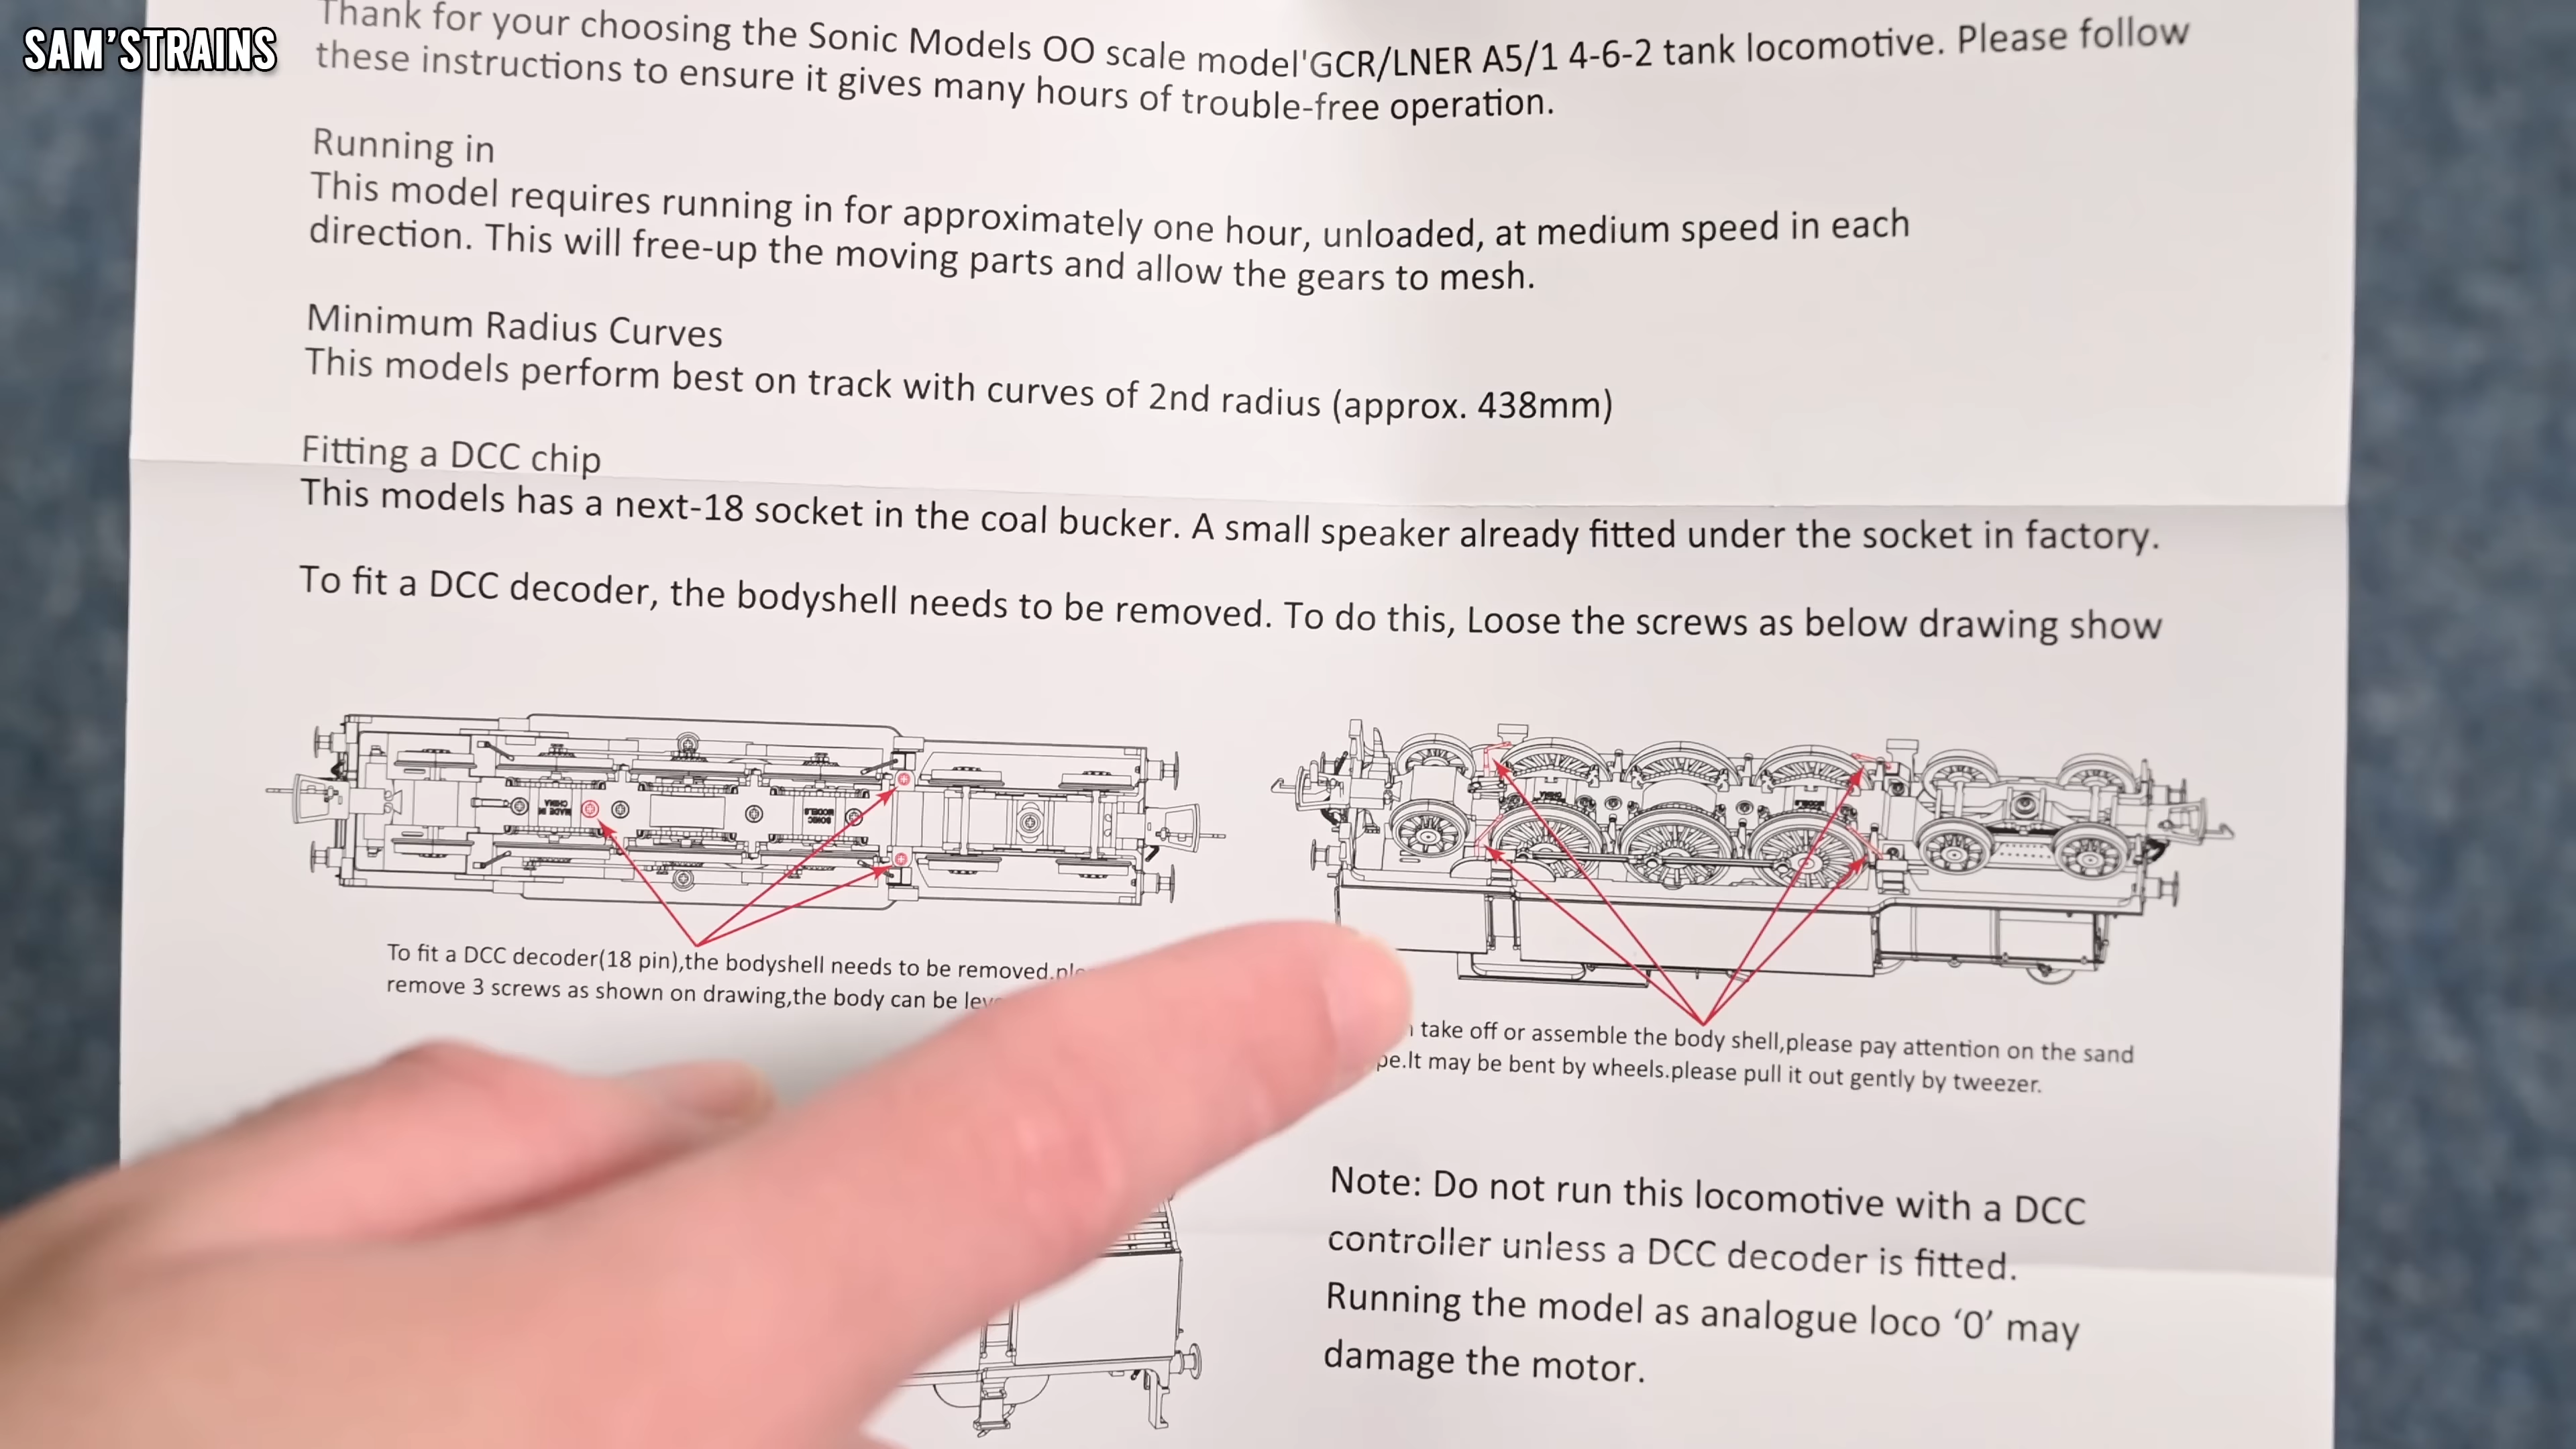 SAM'STRAINS
Thank for your choosing the Sonic Models OO scale model'GCR/LNER A5/1 4-6-2 tank locomotive. Please follow
these instructions to ensure it gives many hours of trouble-free operation.
Running in
This model requires running in for approximately one hour, unloaded, at medium speed in each
direction. This will free-up the moving parts and allow the gears to mesh.
Minimum Radius Curves
This models perform best on track with curves of 2nd radius (approx. 438mm)
Fitting a DCC chip
This models has a next-18 socket in the coal bucker. A small speaker already fitted under the socket in factory.
To fit a DCC decoder, the bodyshell needs to be removed. To do this, Loose the screws as below drawing show
MADE IN
CHINA
SONIC
MODELS
To fit a DCC decoder(18 pin),the bodyshell needs to be removed.
remove 3 screws as shown on drawing,the body can be
take off or assemble the body shell,please pay attention on the sand
It may be bent by wheels.please pull it out gently by tweezer.
Note: Do not run this locomotive with a DCC
controller unless a DCC decoder is fitted.
Running the model as analogue loco '0' may
damage the motor.